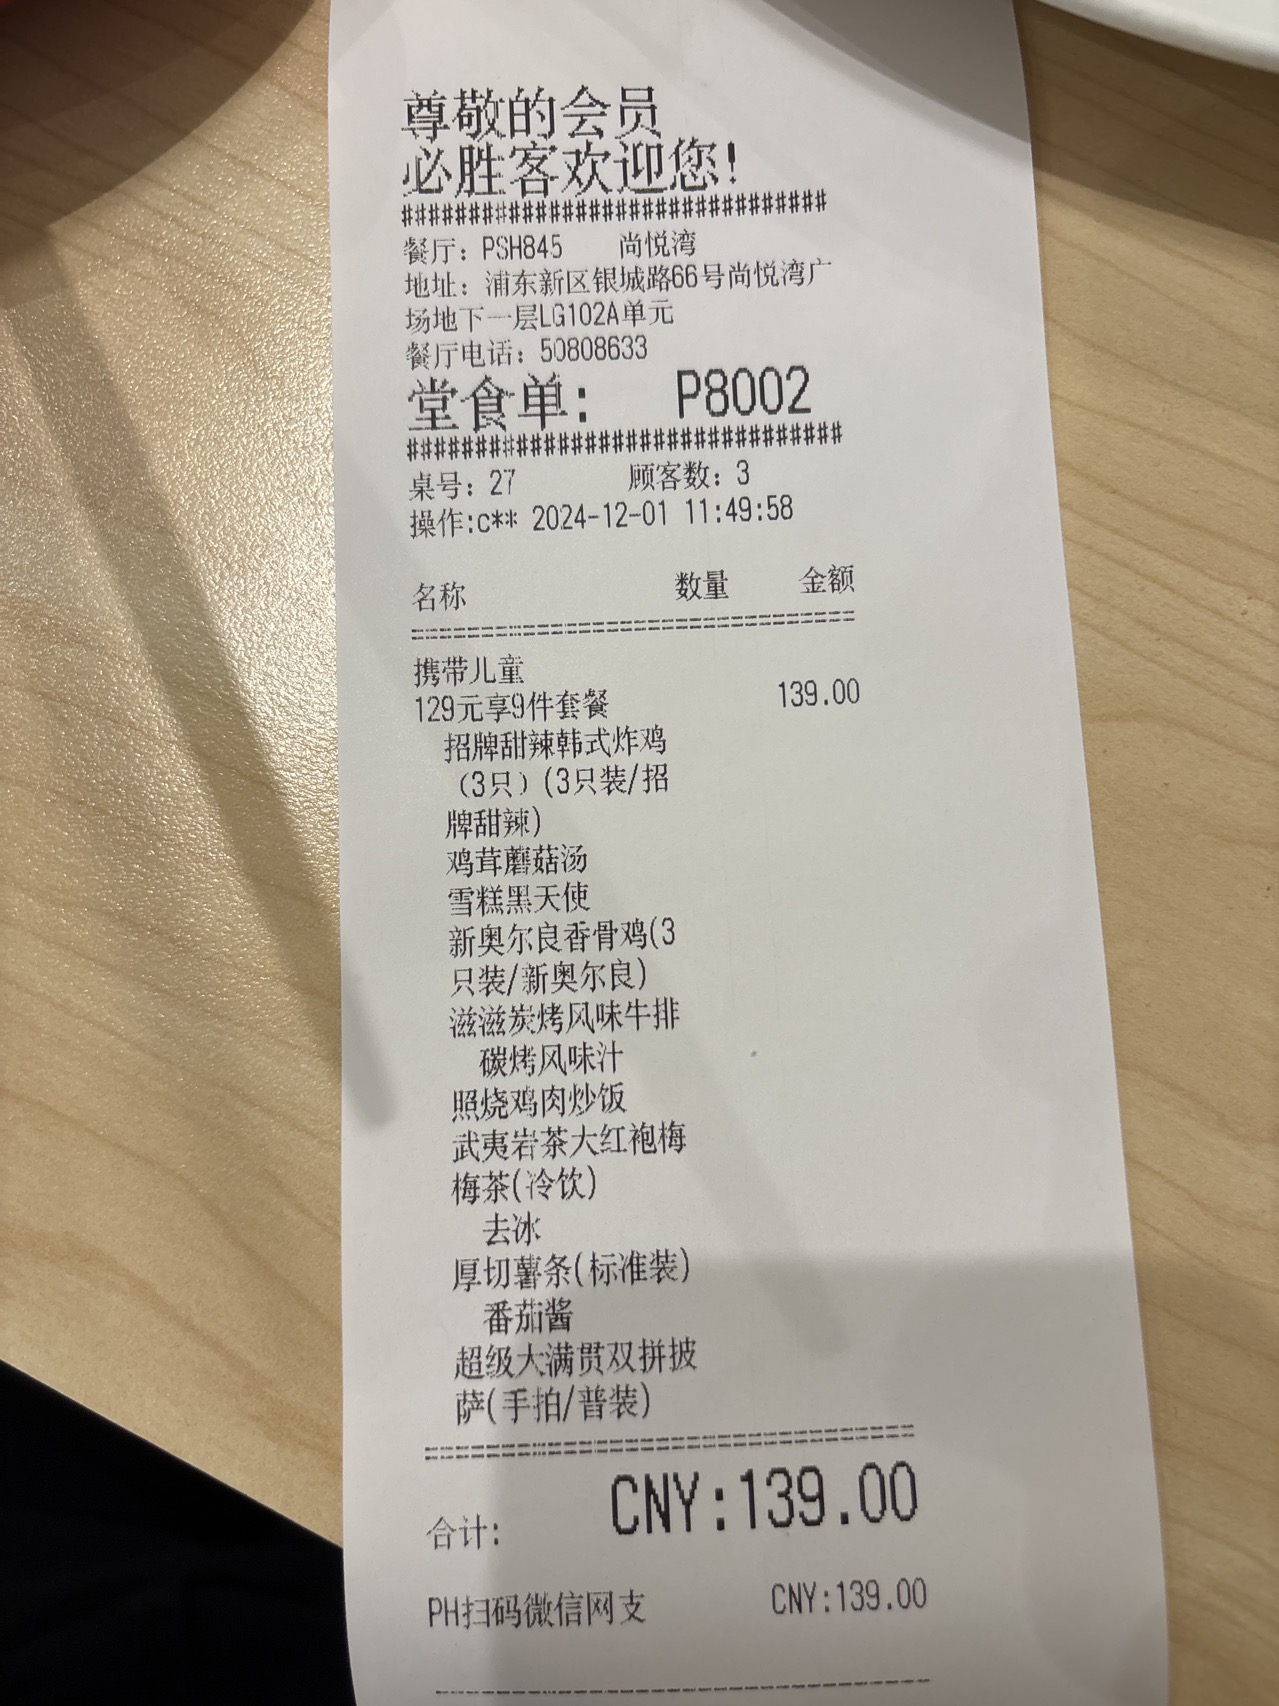 尊敬的会员
必胜客欢迎您!
################################
餐厅: PSH845 尚悦湾
地址: 浦东新区银城路66号尚悦湾广
场地下一层LG102A单元
餐厅电话: 50808633
堂食单: P8002
################################
桌号: 27 顾客数: 3
操作:c** 2024-12-01 11:49:58
名称 数量 金额
携带儿童
129元享9件套餐 139.00
招牌甜辣韩式炸鸡
(3只)(3只装/招
牌甜辣)
鸡茸蘑菇汤
雪糕黑天使
新奥尔良香骨鸡(3
只装/新奥尔良)
滋滋炭烤风味牛排
碳烤风味汁
照烧鸡肉炒饭
武夷岩茶大红袍梅
梅茶(冷饮)
去冰
厚切薯条(标准装)
番茄酱
超级大满贯双拼披
萨(手拍/普装)
合计: CNY:139.00
PH扫码微信网支 CNY:139.00